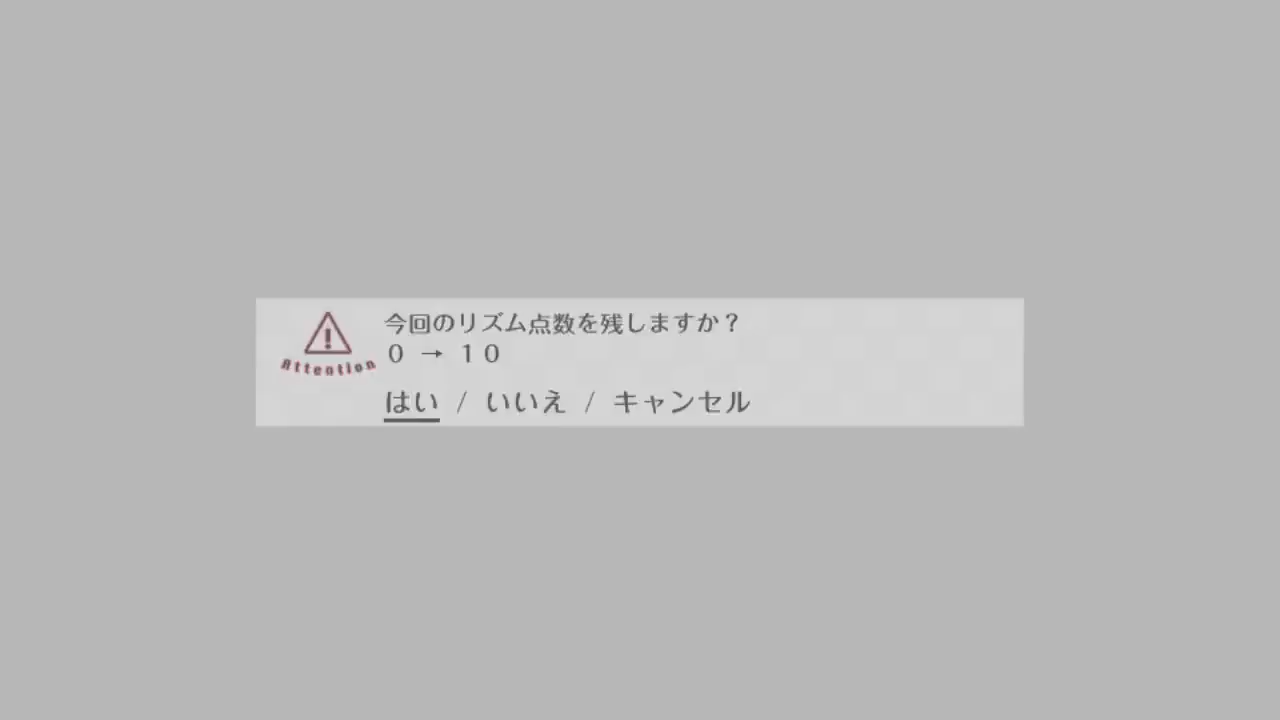 今回のリズム点数を残しますか？
０ → １０
Attention
はい / いいえ / キャンセル